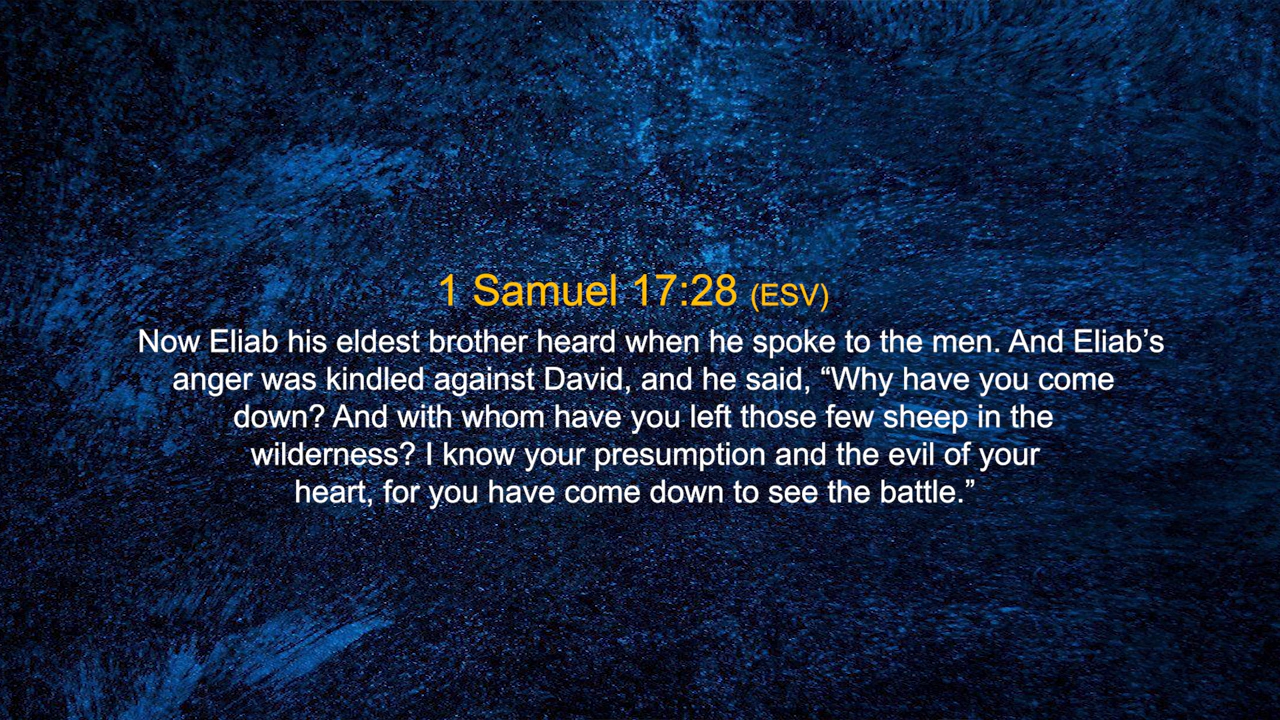 1 Samuel 17:28 (ESV)
Now Eliab his eldest brother heard when he spoke to the men. And Eliab’s
anger was kindled against David, and he said, “Why have you come
down? And with whom have you left those few sheep in the
wilderness? I know your presumption and the evil of your
heart, for you have come down to see the battle.”